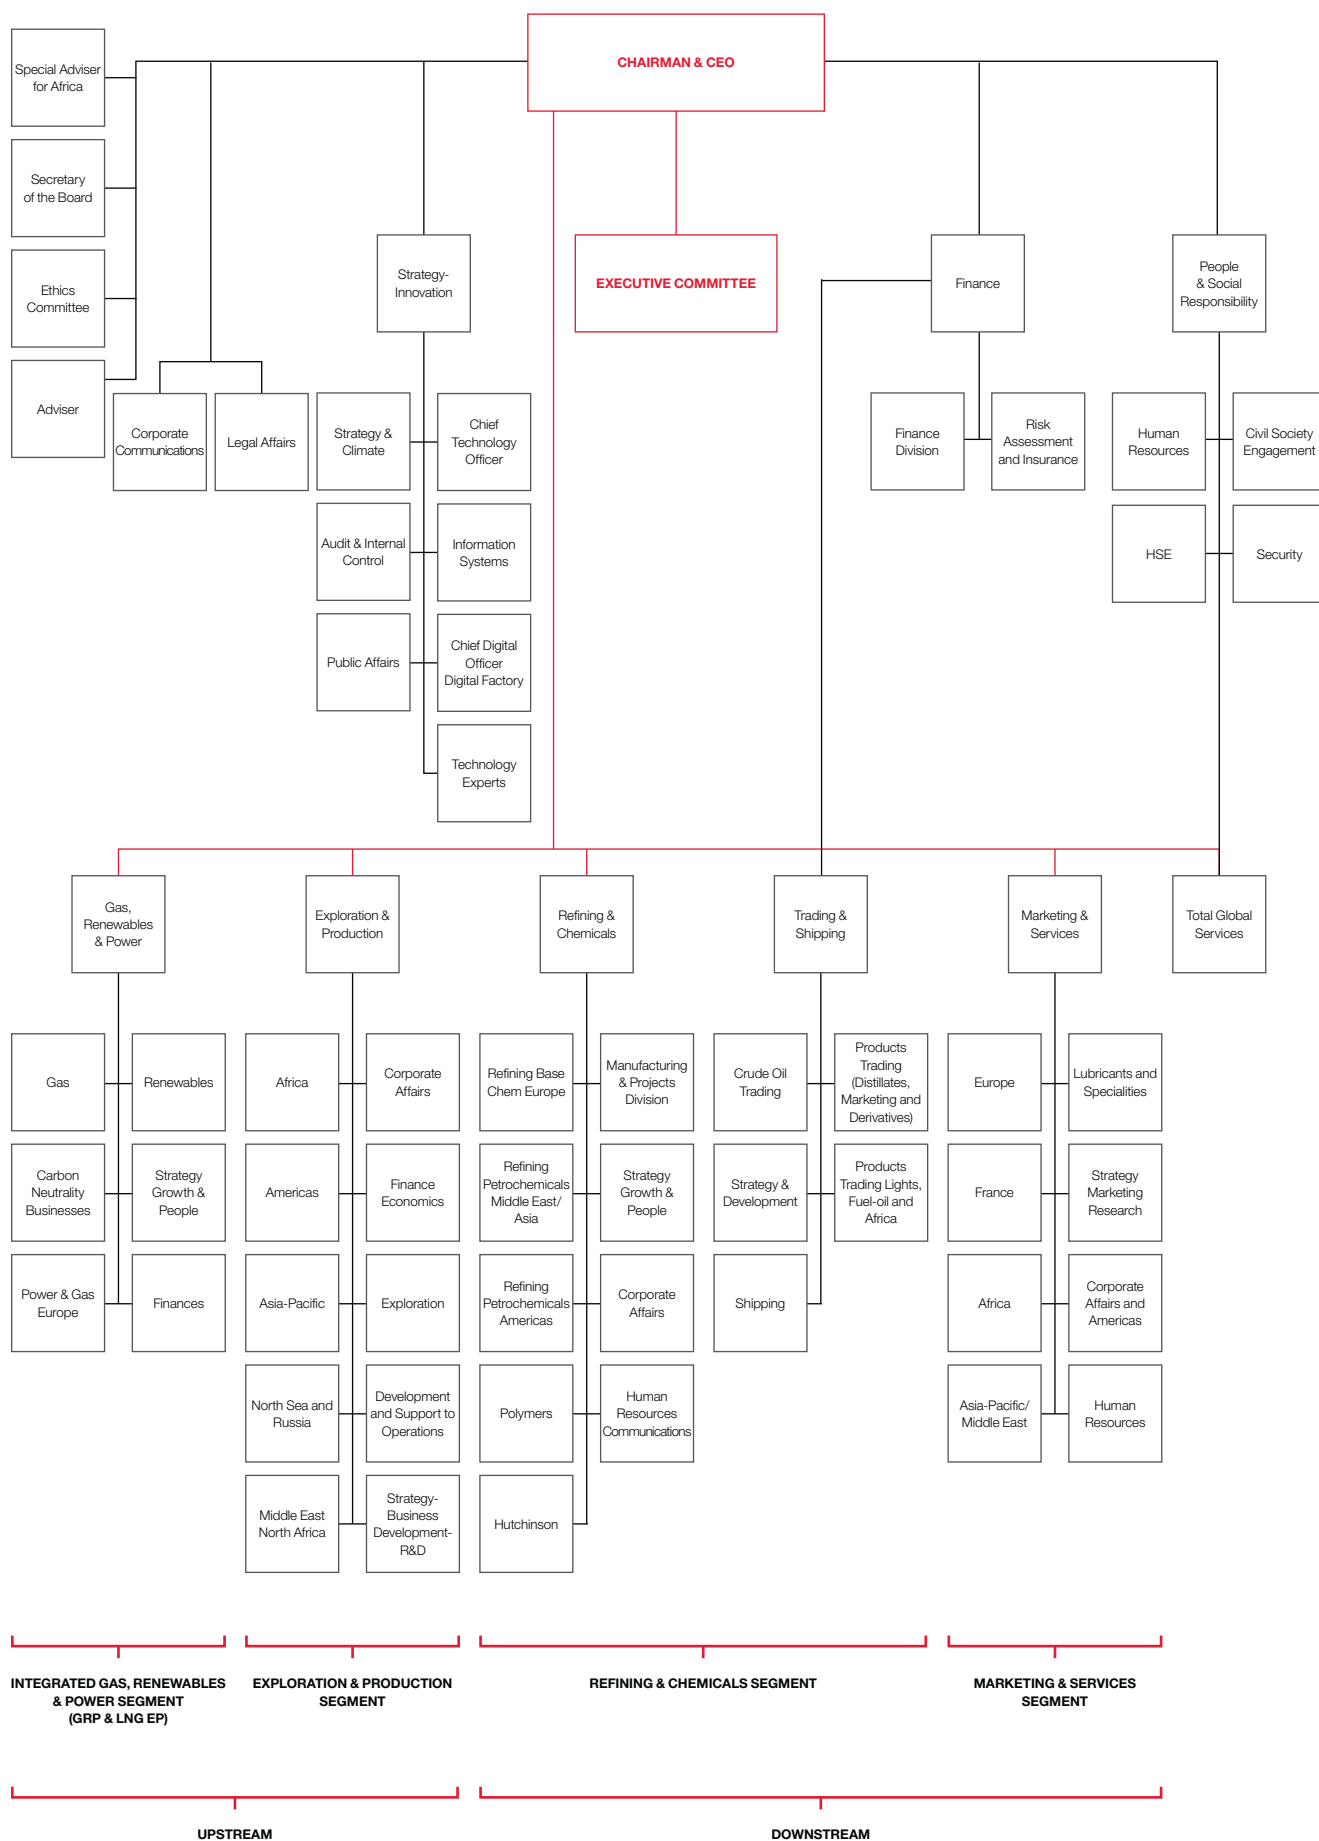 CHAIRMAN & CEO
Special Adviser
for Africa
Secretary
of the Board
Ethics
Committee
Adviser
Corporate
Communications
Legal Affairs
Strategy-
Innovation
EXECUTIVE COMMITTEE
Finance
People
& Social
Responsibility
Strategy &
Climate
Chief
Technology
Officer
Audit & Internal
Control
Information
Systems
Public Affairs
Chief Digital
Officer
Digital Factory
Technology
Experts
Finance
Division
Risk
Assessment
and Insurance
Human
Resources
Civil Society
Engagement
HSE
Security
Gas,
Renewables
& Power
Exploration &
Production
Refining &
Chemicals
Trading &
Shipping
Marketing &
Services
Total Global
Services
Gas
Renewables
Carbon
Neutrality
Businesses
Strategy
Growth &
People
Power & Gas
Europe
Finances
Africa
Corporate
Affairs
Americas
Finance
Economics
Asia-Pacific
Exploration
North Sea and
Russia
Development
and Support to
Operations
Middle East
North Africa
Strategy-
Business
Development-
R&D
Refining Base
Chem Europe
Manufacturing
& Projects
Division
Refining
Petrochemicals
Middle East/
Asia
Strategy
Growth &
People
Refining
Petrochemicals
Americas
Corporate
Affairs
Polymers
Human
Resources
Communications
Hutchinson
Crude Oil
Trading
Products
Trading
(Distillates,
Marketing and
Derivatives)
Strategy &
Development
Products
Trading Lights,
Fuel-oil and
Africa
Shipping
Europe
Lubricants and
Specialities
France
Strategy
Marketing
Research
Africa
Corporate
Affairs and
Americas
Asia-Pacific/
Middle East
Human
Resources
INTEGRATED GAS, RENEWABLES
& POWER SEGMENT
(GRP & LNG EP)
EXPLORATION & PRODUCTION
SEGMENT
REFINING & CHEMICALS SEGMENT
MARKETING & SERVICES
SEGMENT
UPSTREAM
DOWNSTREAM